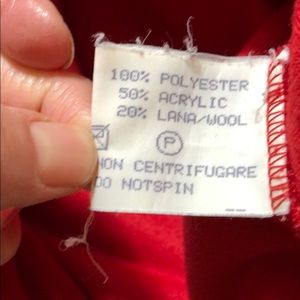 100% POLYESTER
50% ACRYLIC
20% LANA/WOOL
P
NON CENTRIFUGARE
DO NOTSPIN